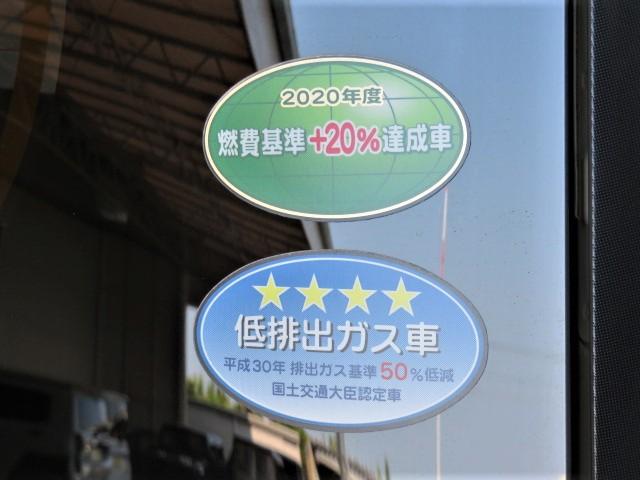 2020年度
燃費基準+20%達成車
低排出ガス車
平成30年 排出ガス基準50%低減
国土交通大臣認定車